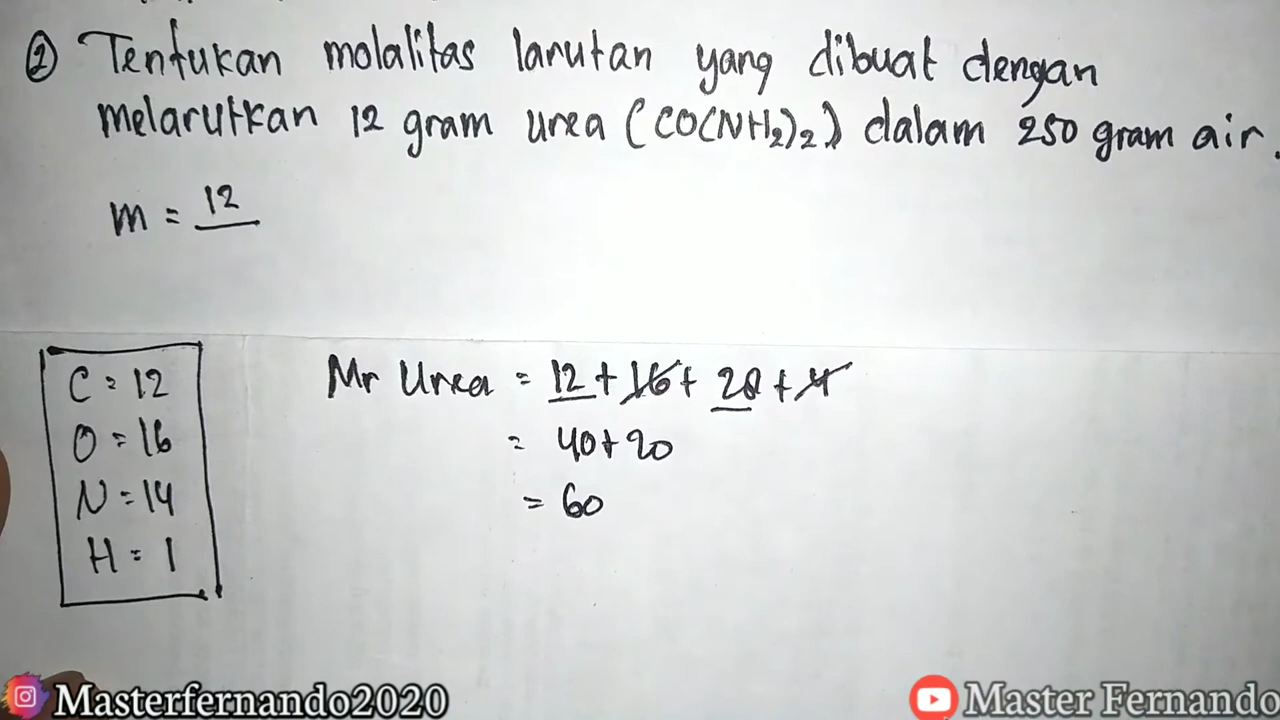 ② Tentukan molalitas larutan yang dibuat dengan
melarutkan 12 gram urea (CO(NH₂)₂) dalam 250 gram air.
m = 12
C = 12
O = 16
N = 14
H = 1
Mr Urea = 12 + 16 + 28 + 4
= 40 + 20
= 60
Masterfernando2020
Master Fernando